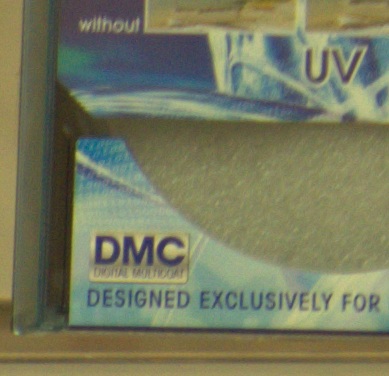 without
UV
DMC
DIGITAL MULTICOAT
DESIGNED EXCLUSIVELY FOR